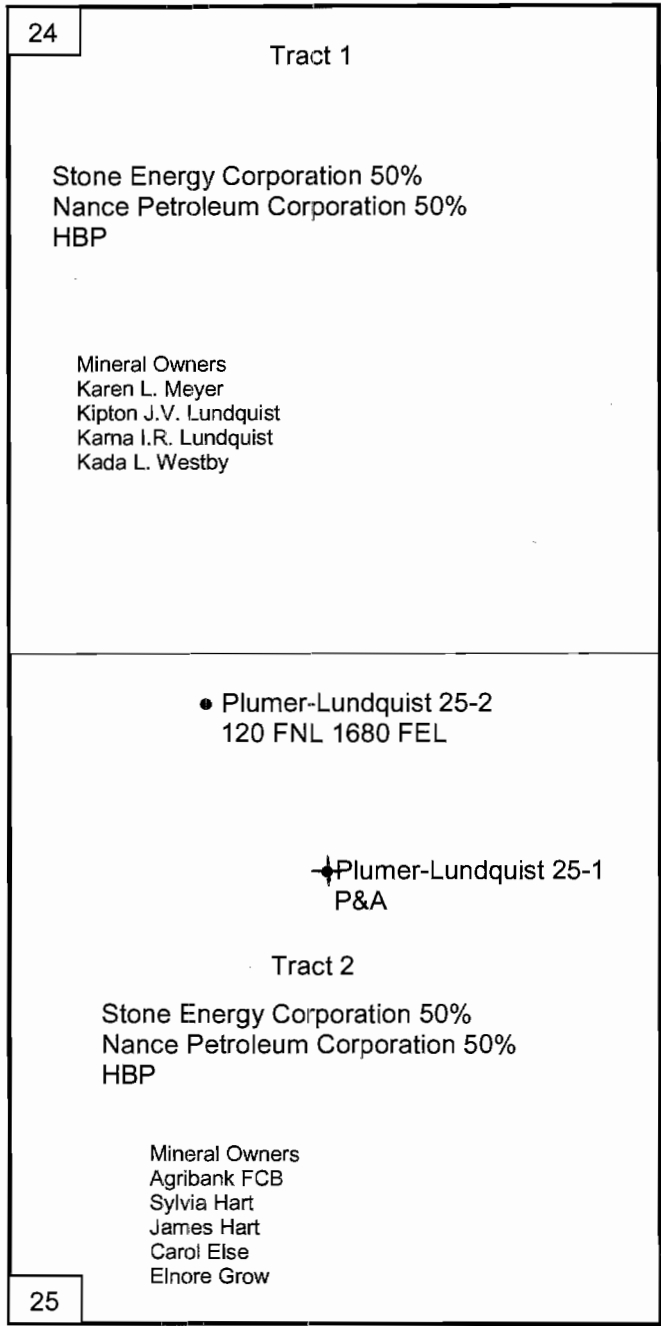 24
Tract 1
Stone Energy Corporation 50%
Nance Petroleum Corporation 50%
HBP
Mineral Owners
Karen L. Meyer
Kipton J.V. Lundquist
Kama I.R. Lundquist
Kada L. Westby
Plumer-Lundquist 25-2
120 FNL 1680 FEL
Plumer-Lundquist 25-1
P&A
Tract 2
Stone Energy Corporation 50%
Nance Petroleum Corporation 50%
HBP
Mineral Owners
Agribank FCB
Sylvia Hart
James Hart
Carol Else
Elnore Grow
25